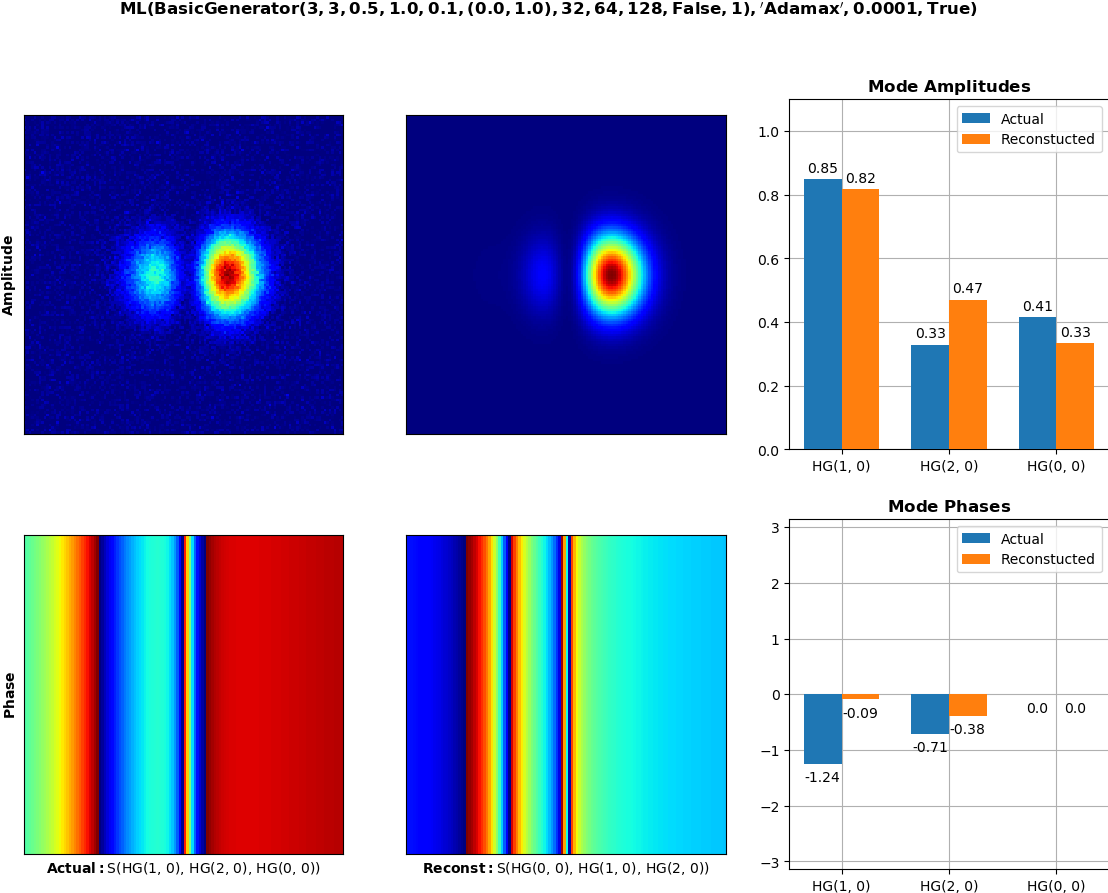 ML(BasicGenerator(3, 3, 0.5, 1.0, 0.1, (0.0, 1.0), 32, 64, 128, False, 1), ′Adamax′, 0.0001, True)
Amplitude
Mode Amplitudes
Actual
Reconstucted
1.0
0.8
0.6
0.4
0.2
0.0
0.85
0.82
0.33
0.47
0.41
0.33
HG(1, 0)
HG(2, 0)
HG(0, 0)
Phase
Actual: S(HG(1, 0), HG(2, 0), HG(0, 0))
Reconst: S(HG(0, 0), HG(1, 0), HG(2, 0))
Mode Phases
Actual
Reconstucted
3
2
1
0
−1
−2
−3
-1.24
-0.09
-0.71
-0.38
0.0
0.0
HG(1, 0)
HG(2, 0)
HG(0, 0)